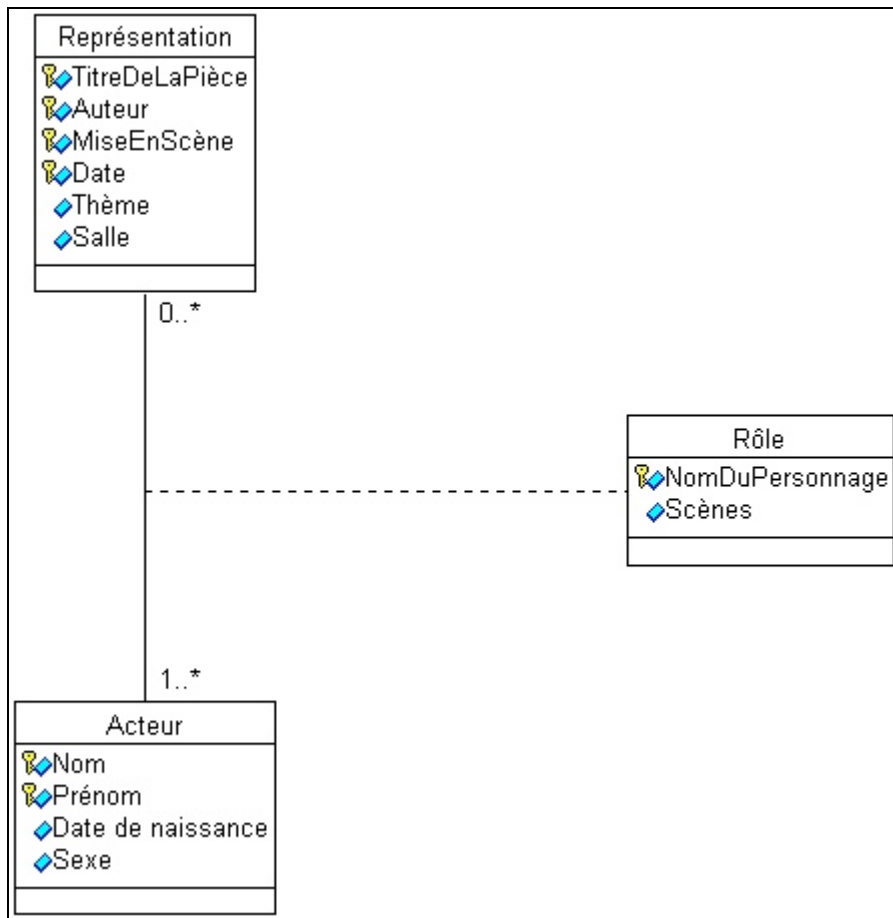 Représentation
TitreDeLaPièce
Auteur
MiseEnScène
Date
Thème
Salle
0..*
Rôle
NomDuPersonnage
Scènes
1..*
Acteur
Nom
Prénom
Date de naissance
Sexe